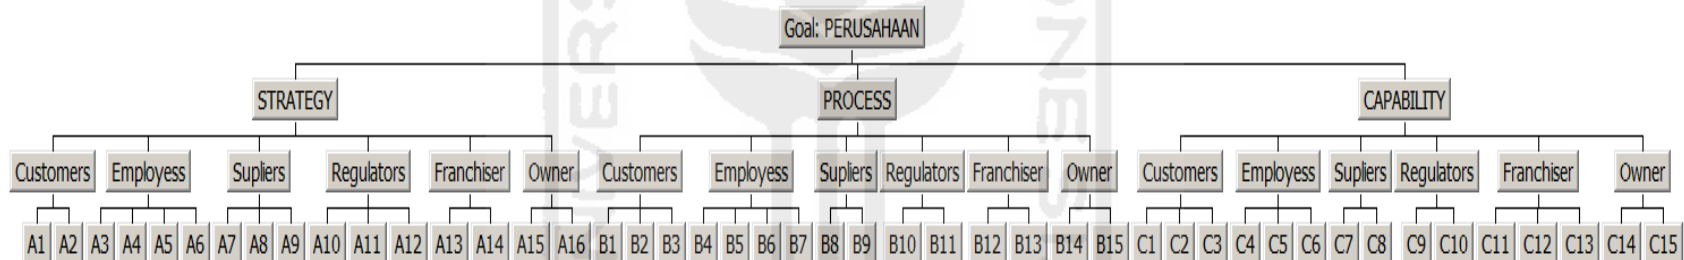 Goal: PERUSAHAAN
STRATEGY PROCESS CAPABILITY
Customers Employess Supliers Regulators Franchiser Owner Customers Employess Supliers Regulators Franchiser Owner Customers Employess Supliers Regulators Franchiser Owner
A1 A2 A3 A4 A5 A6 A7 A8 A9 A10 A11 A12 A13 A14 A15 A16 B1 B2 B3 B4 B5 B6 B7 B8 B9 B10 B11 B12 B13 B14 B15 C1 C2 C3 C4 C5 C6 C7 C8 C9 C10 C11 C12 C13 C14 C15